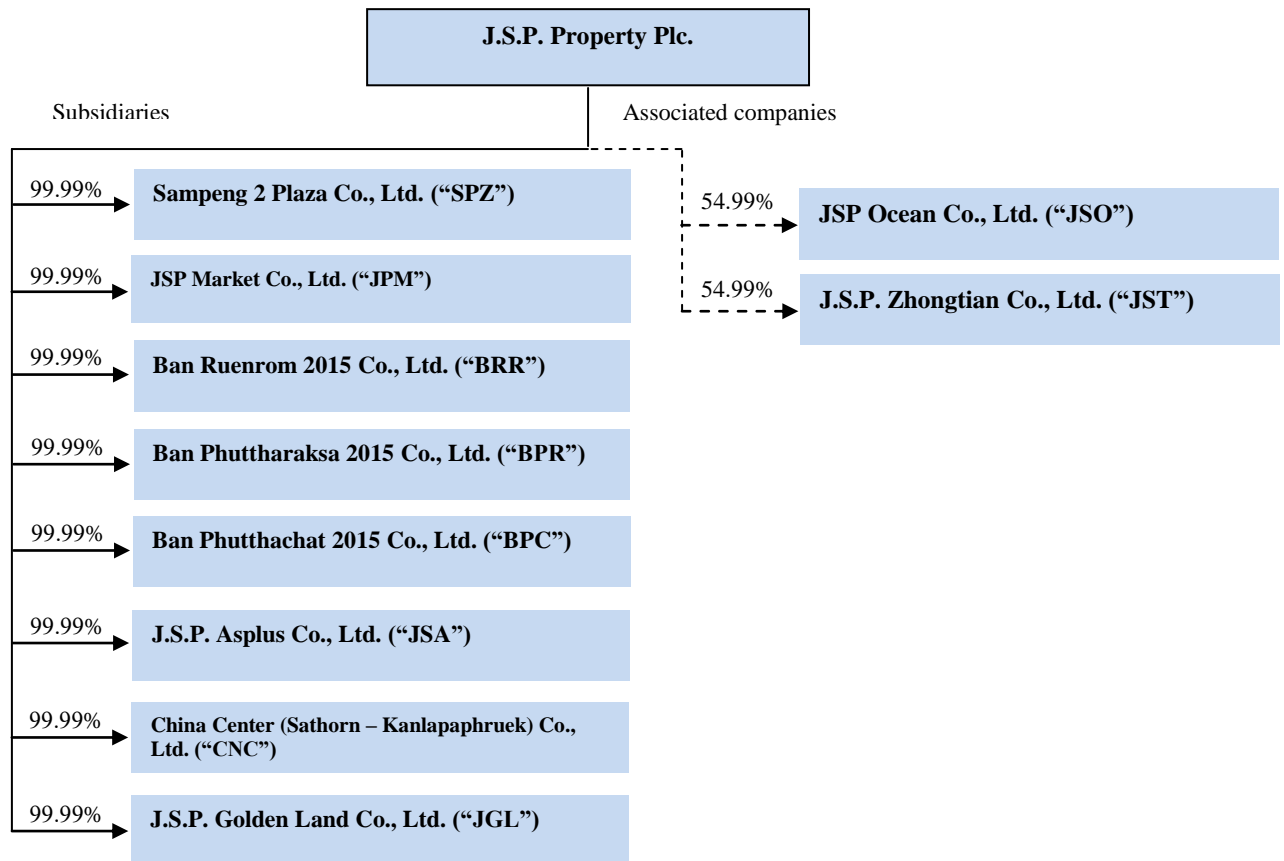 J.S.P. Property Plc.
Subsidiaries
Associated companies
99.99%
Sampeng 2 Plaza Co., Ltd. (“SPZ”)
99.99%
JSP Market Co., Ltd. (“JPM”)
99.99%
Ban Ruenrom 2015 Co., Ltd. (“BRR”)
99.99%
Ban Phuttharaksa 2015 Co., Ltd. (“BPR”)
99.99%
Ban Phutthachat 2015 Co., Ltd. (“BPC”)
99.99%
J.S.P. Asplus Co., Ltd. (“JSA”)
99.99%
China Center (Sathorn – Kanlapaphruek) Co.,
Ltd. (“CNC”)
99.99%
J.S.P. Golden Land Co., Ltd. (“JGL”)
54.99%
JSP Ocean Co., Ltd. (“JSO”)
54.99%
J.S.P. Zhongtian Co., Ltd. (“JST”)